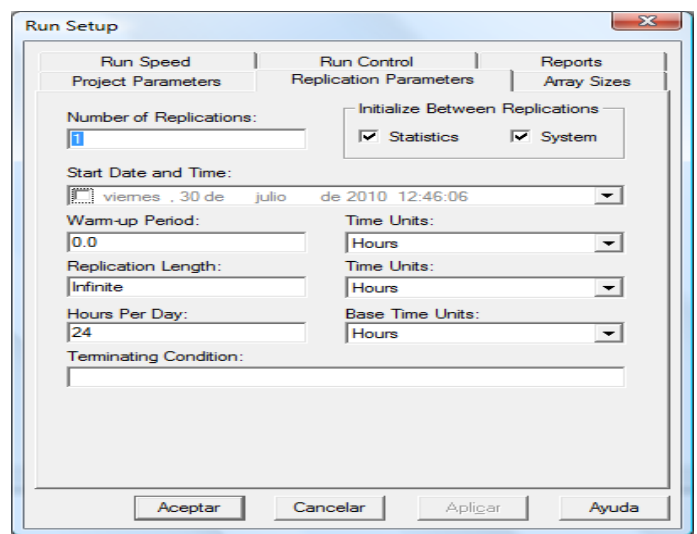 Run Setup
Run Speed Run Control Reports
Project Parameters Replication Parameters Array Sizes
Number of Replications: Initialize Between Replications
1 Statistics System
Start Date and Time:
viernes , 30 de julio de 2010 12:46:06
Warm-up Period: Time Units:
0.0 Hours
Replication Length: Time Units:
Infinite Hours
Hours Per Day: Base Time Units:
24 Hours
Terminating Condition:
Aceptar Cancelar Aplicar Ayuda